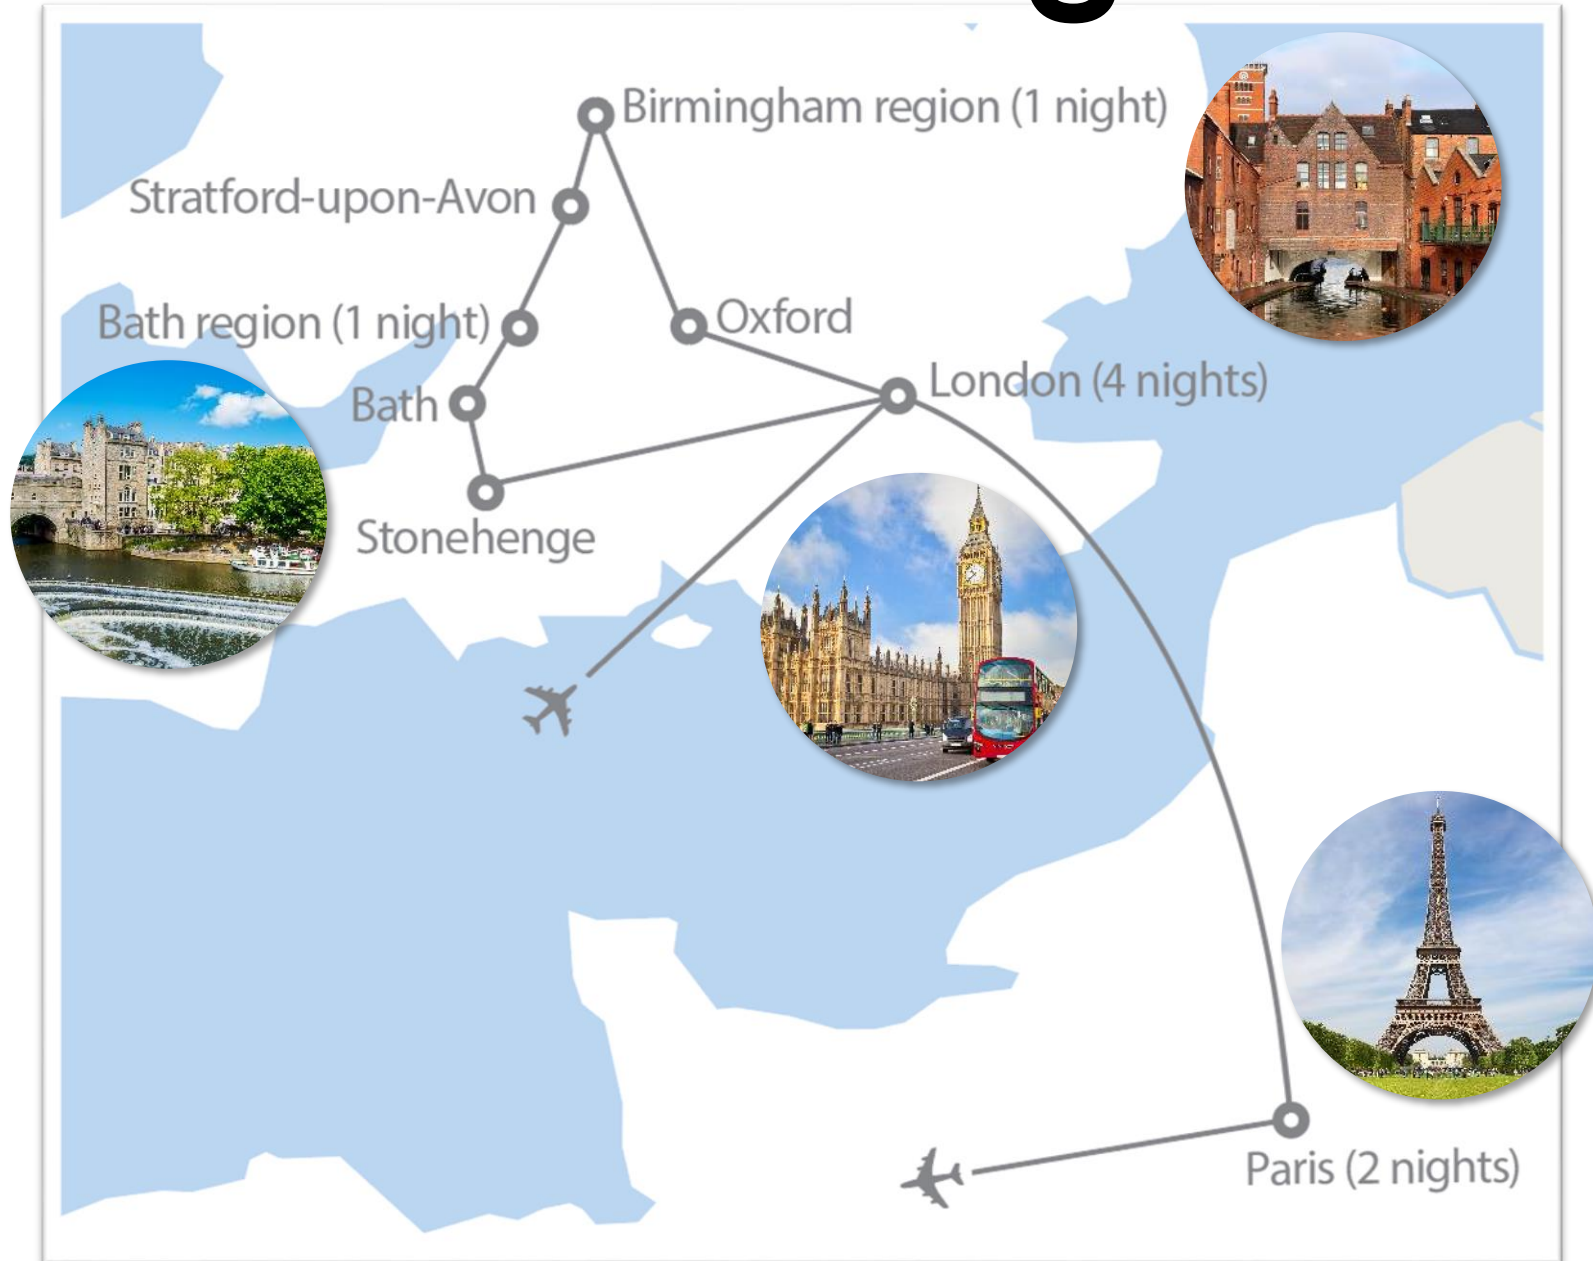 Birmingham region (1 night)
Stratford-upon-Avon
Bath region (1 night)
Oxford
London (4 nights)
Bath
Stonehenge
Paris (2 nights)